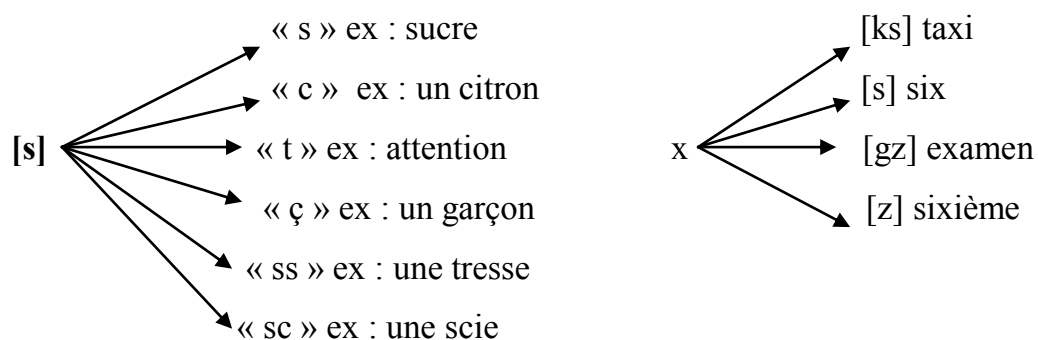 [s]
« s » ex : sucre
« c » ex : un citron
« t » ex : attention
« ç » ex : un garçon
« ss » ex : une tresse
« sc » ex : une scie
x
[ks] taxi
[s] six
[gz] examen
[z] sixième